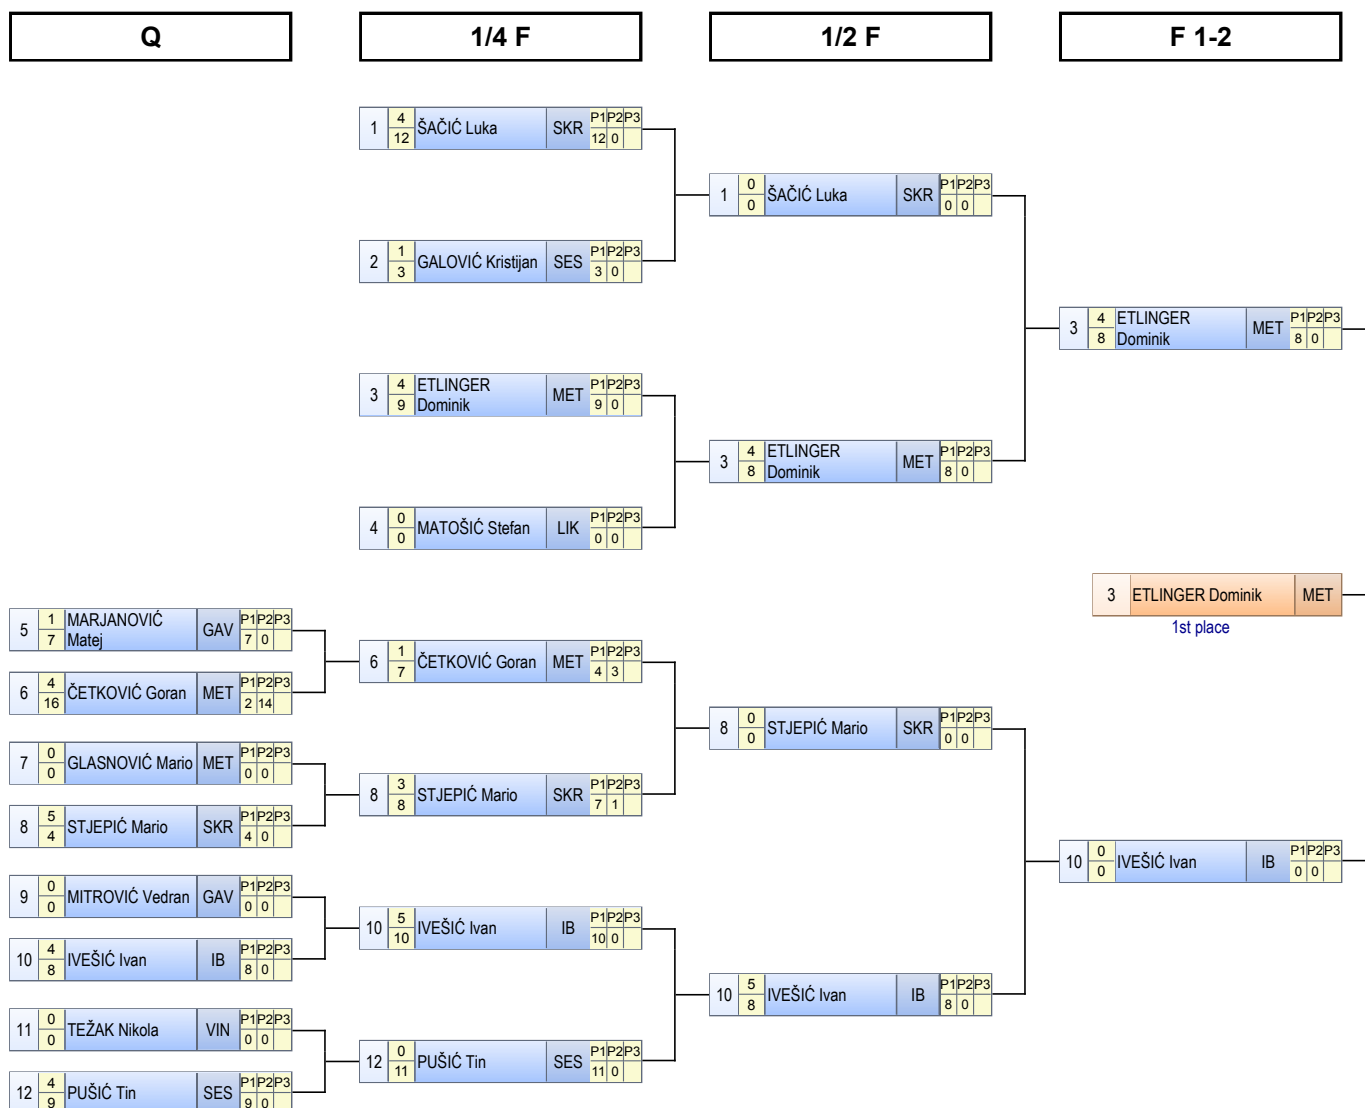 Q
1/4 F
1/2 F
F 1-2
1 4 ŠAČIĆ Luka SKR P1 P2 P3
12 12 0
1 0 ŠAČIĆ Luka SKR P1 P2 P3
0 0 0
2 1 GALOVIĆ Kristijan SES P1 P2 P3
3 3 0
3 4 ETLINGER MET P1 P2 P3
8 Dominik 8 0
3 4 ETLINGER MET P1 P2 P3
9 Dominik 9 0
3 4 ETLINGER MET P1 P2 P3
8 Dominik 8 0
4 0 MATOŠIĆ Stefan LIK P1 P2 P3
0 0 0
3 ETLINGER Dominik MET
1st place
5 1 MARJANOVIĆ GAV P1 P2 P3
7 Matej 7 0
6 1 ČETKOVIĆ Goran MET P1 P2 P3
7 4 3
6 4 ČETKOVIĆ Goran MET P1 P2 P3
16 2 14
8 0 STJEPIĆ Mario SKR P1 P2 P3
0 0 0
7 0 GLASNOVIĆ Mario MET P1 P2 P3
0 0 0
8 3 STJEPIĆ Mario SKR P1 P2 P3
8 7 1
8 5 STJEPIĆ Mario SKR P1 P2 P3
4 4 0
10 0 IVEŠIĆ Ivan IB P1 P2 P3
0 0 0
9 0 MITROVIĆ Vedran GAV P1 P2 P3
0 0 0
10 5 IVEŠIĆ Ivan IB P1 P2 P3
10 10 0
10 4 IVEŠIĆ Ivan IB P1 P2 P3
8 8 0
10 5 IVEŠIĆ Ivan IB P1 P2 P3
8 8 0
11 0 TEŽAK Nikola VIN P1 P2 P3
0 0 0
12 0 PUŠIĆ Tin SES P1 P2 P3
11 11 0
12 4 PUŠIĆ Tin SES P1 P2 P3
9 9 0